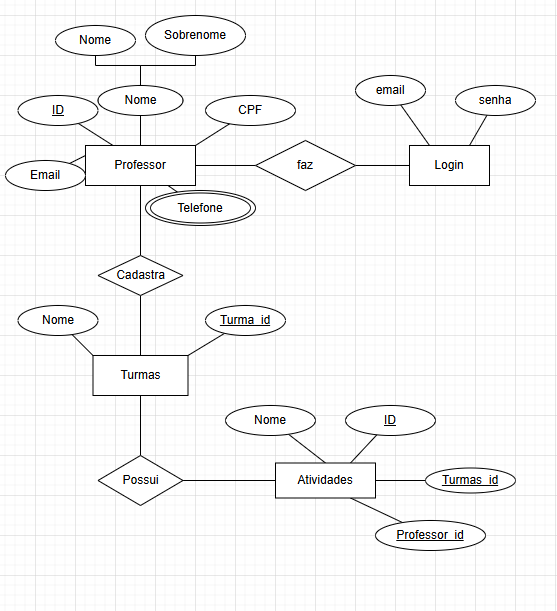 Nome
Sobrenome
Nome
ID
CPF
email
senha
Professor
faz
Login
Email
Telefone
Cadastra
Nome
Turma_id
Turmas
Nome
ID
Possui
Atividades
Turmas_id
Professor_id